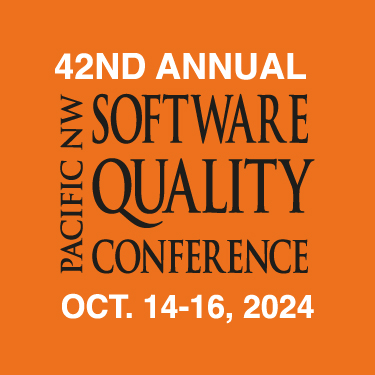 42ND ANNUAL
PACIFIC NW
SOFTWARE
QUALITY
CONFERENCE
OCT. 14-16, 2024